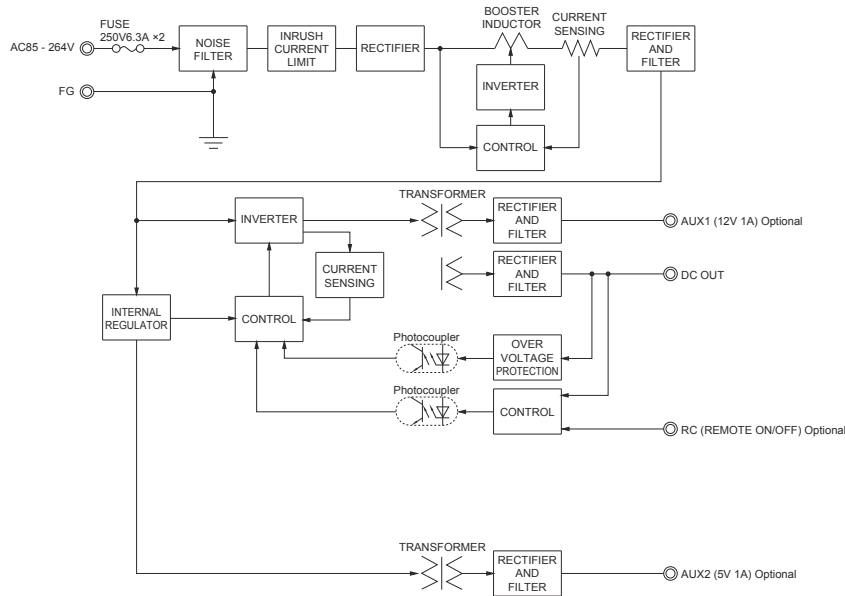 FUSE
250V6.3A ×2
AC85 - 264V
NOISE
FILTER
INRUSH
CURRENT
LIMIT
RECTIFIER
BOOSTER
INDUCTOR
CURRENT
SENSING
RECTIFIER
AND
FILTER
FG
INVERTER
CONTROL
TRANSFORMER
INVERTER
RECTIFIER
AND
FILTER
AUX1 (12V 1A) Optional
CURRENT
SENSING
RECTIFIER
AND
FILTER
DC OUT
INTERNAL
REGULATOR
CONTROL
Photocoupler
OVER
VOLTAGE
PROTECTION
Photocoupler
CONTROL
RC (REMOTE ON/OFF) Optional
TRANSFORMER
RECTIFIER
AND
FILTER
AUX2 (5V 1A) Optional